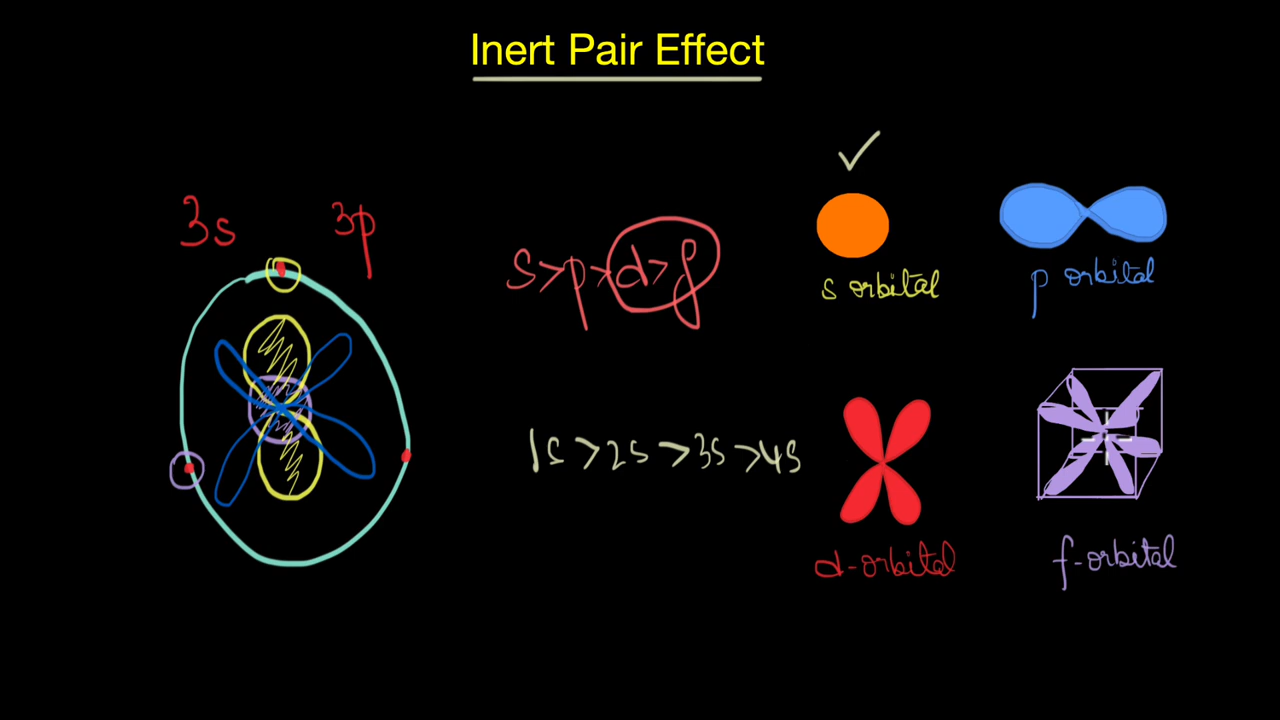 Inert Pair Effect
3s 3p
s>p>d>f
s orbital
p orbital
1s >2s >3s >4s
d-orbital
f-orbital